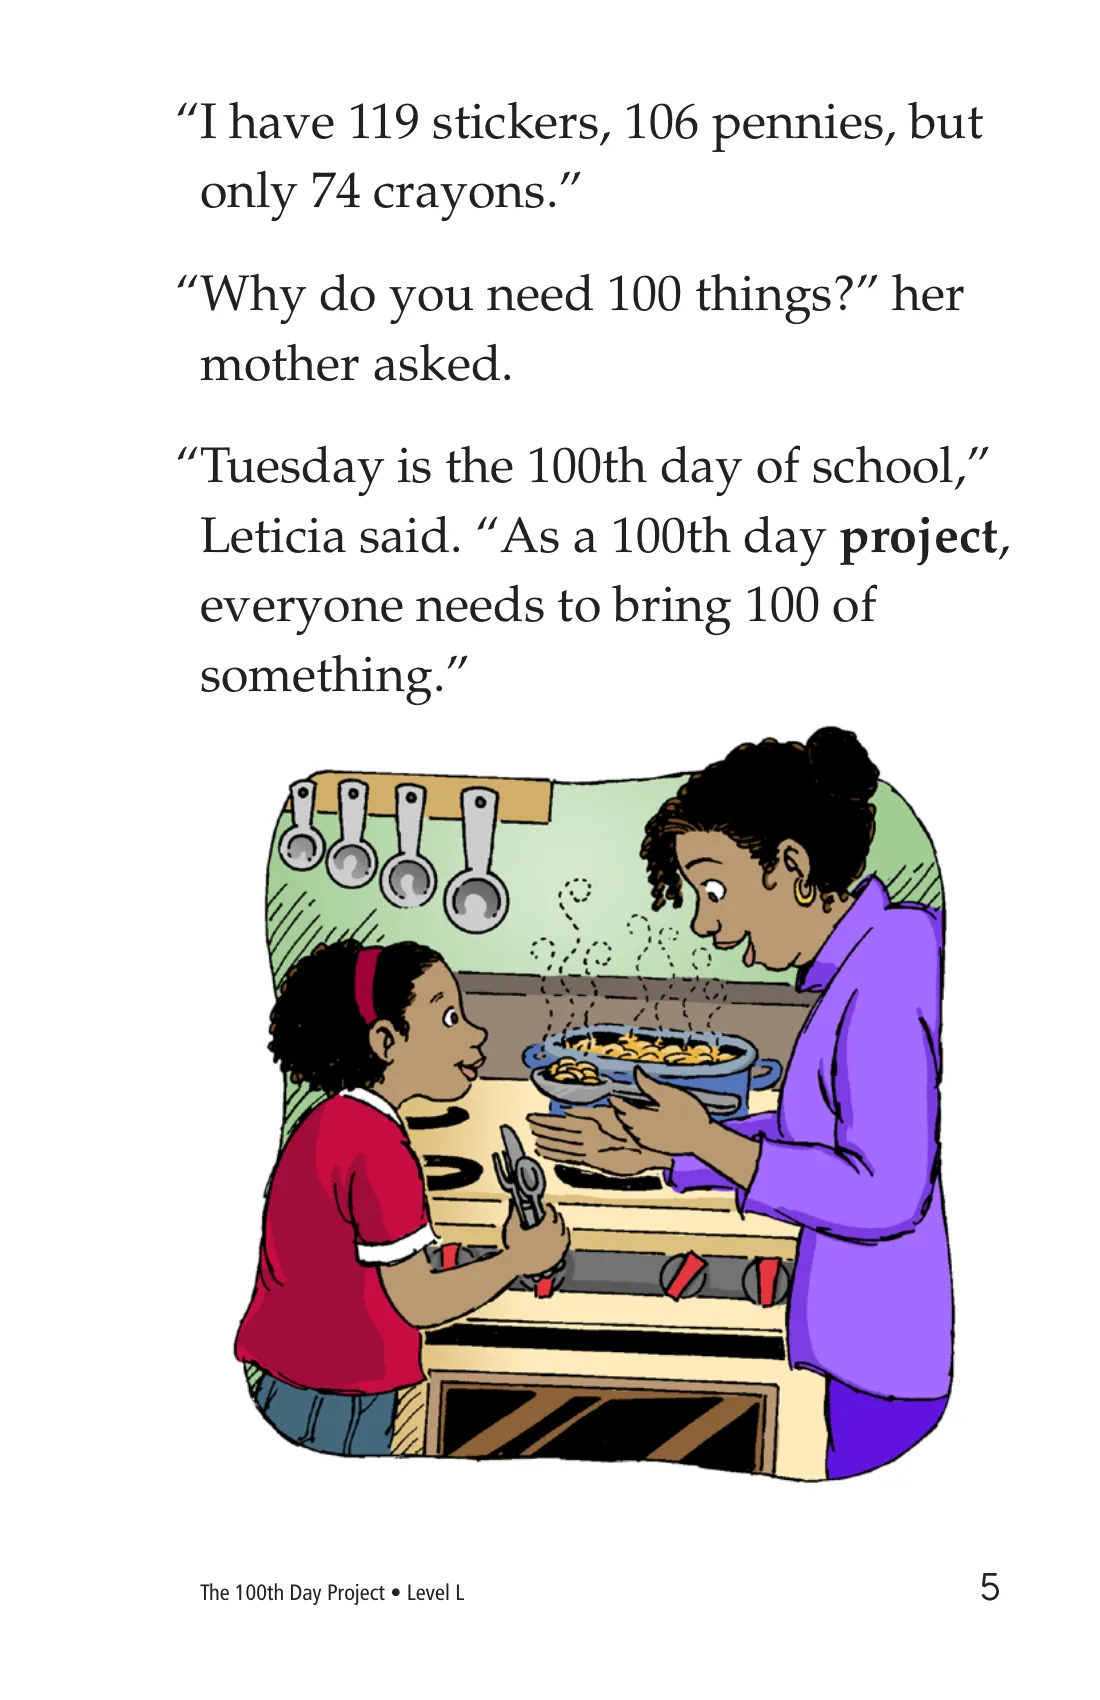 “I have 119 stickers, 106 pennies, but
only 74 crayons.”
“Why do you need 100 things?” her
mother asked.
“Tuesday is the 100th day of school,”
Leticia said. “As a 100th day project,
everyone needs to bring 100 of
something.”
The 100th Day Project • Level L
5